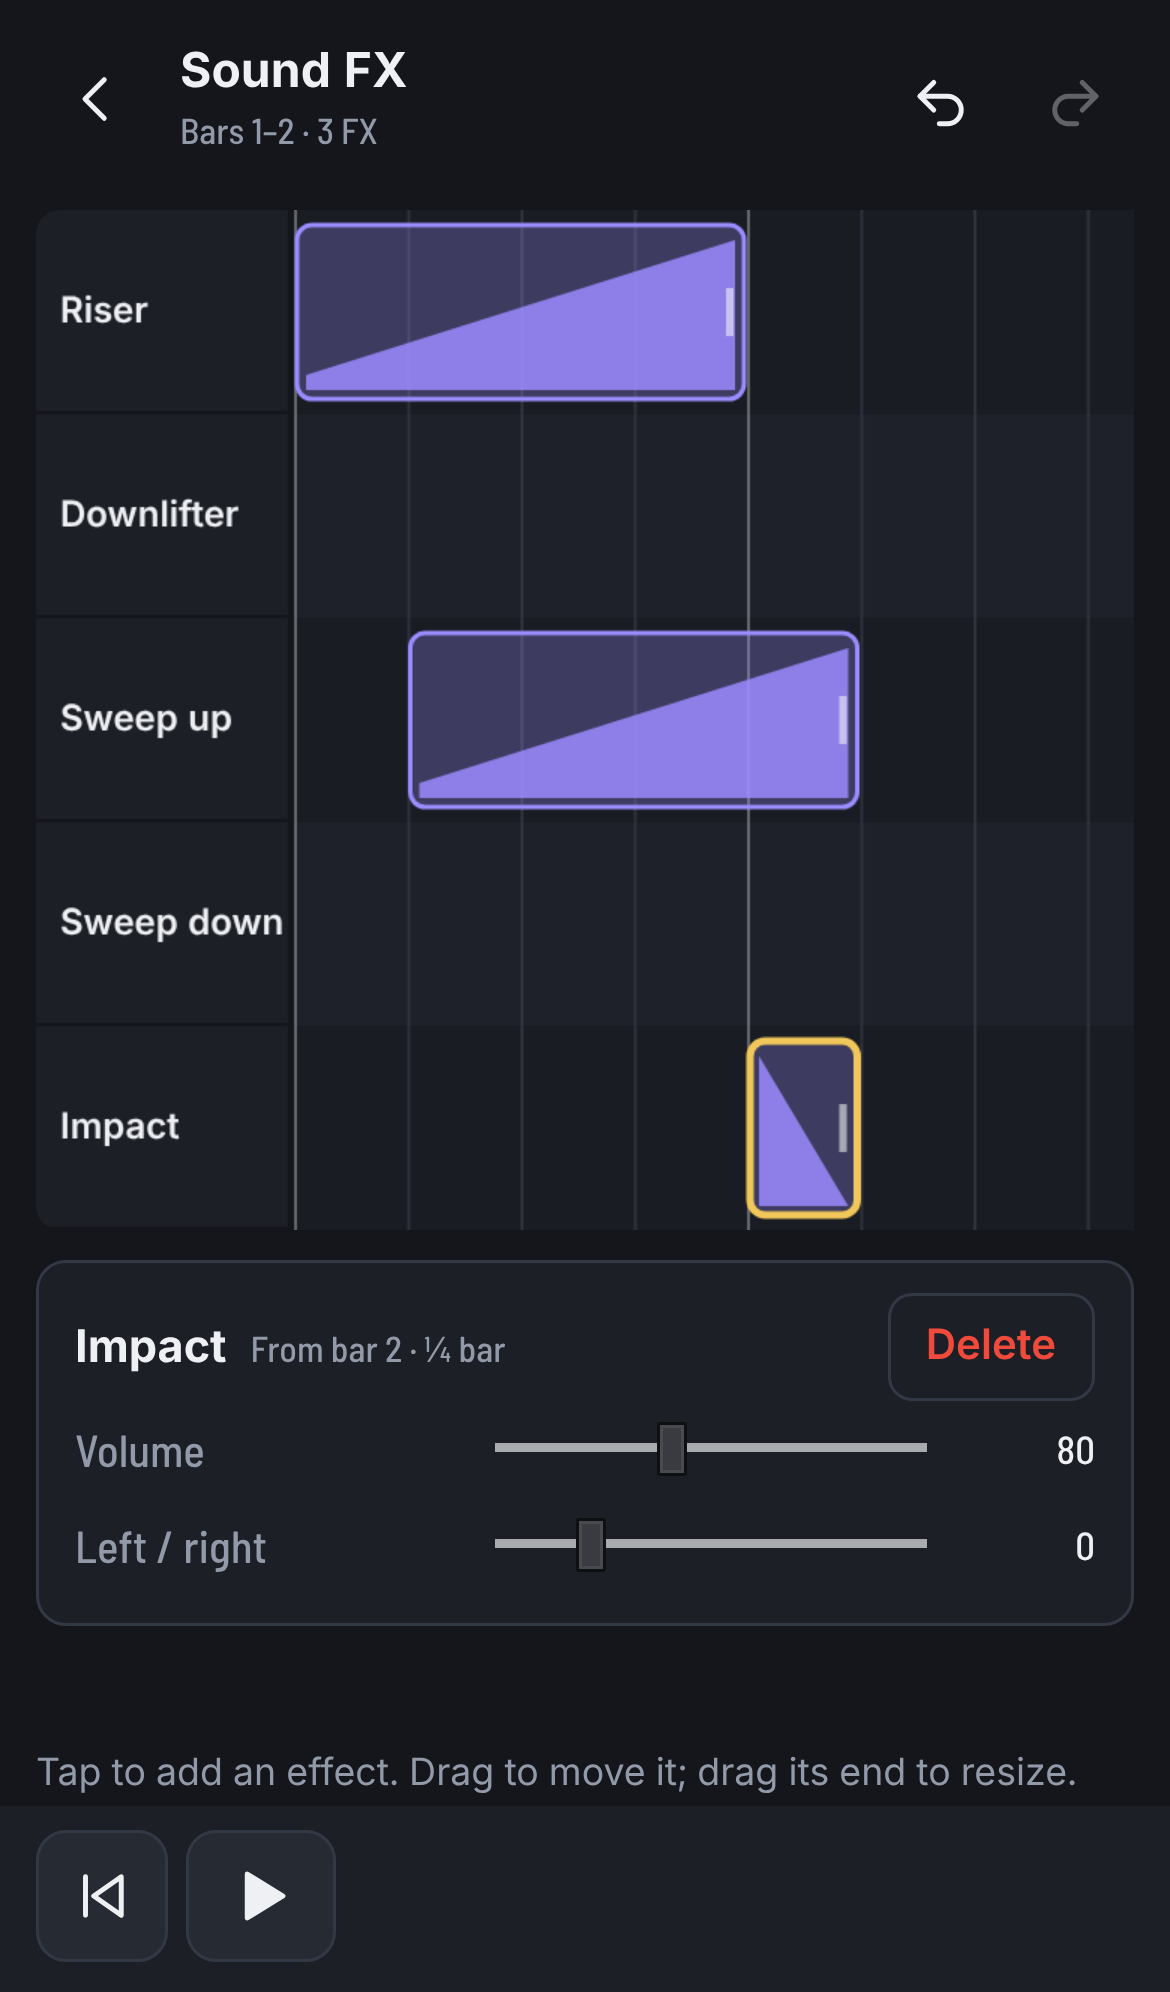 Sound FX
Bars 1–2 · 3 FX
Riser
Downlifter
Sweep up
Sweep down
Impact
Impact From bar 2 · ¼ bar Delete
Volume 80
Left / right 0
Tap to add an effect. Drag to move it; drag its end to resize.